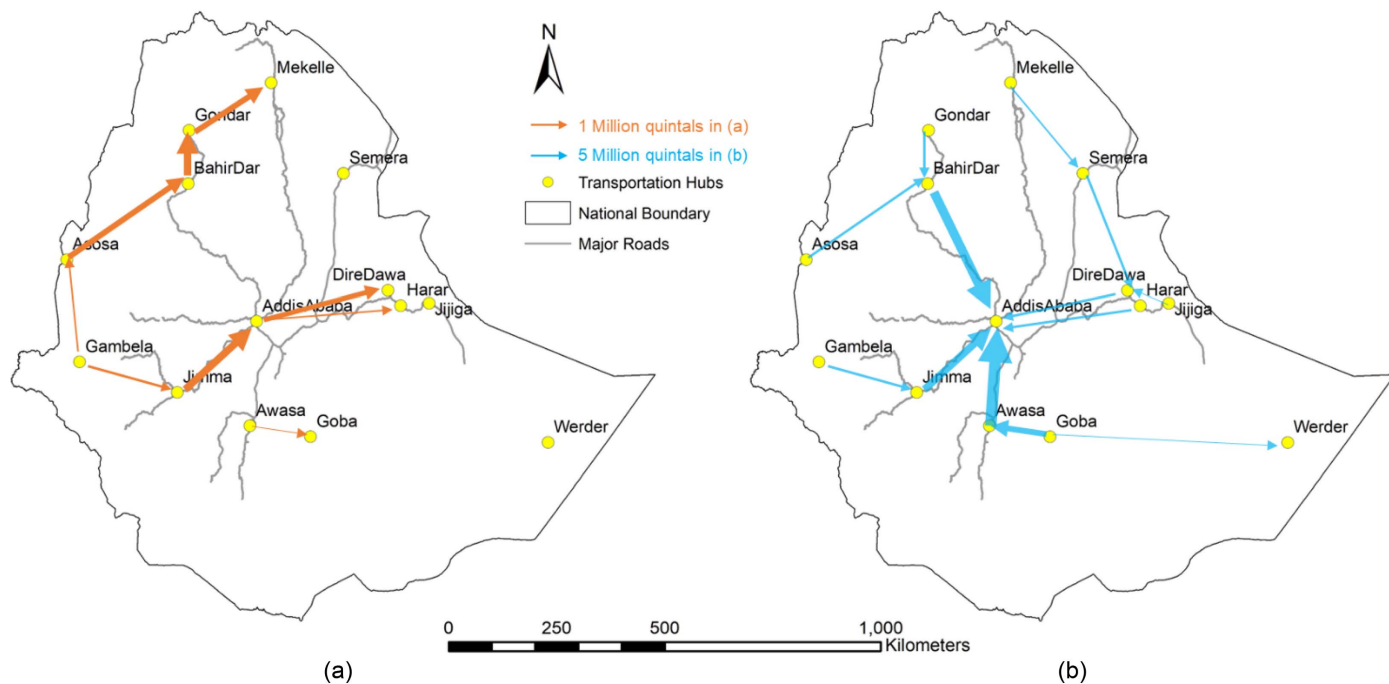 Mekelle
Gondar
BahirDar
Semera
Asosa
DireDawa
Harar
AddisAbaba
Jijiga
Gambela
Jimma
Awasa
Goba
Werder
N
1 Million quintals in (a)
5 Million quintals in (b)
Transportation Hubs
National Boundary
Major Roads
Mekelle
Gondar
Semera
BahirDar
Asosa
DireDawa
Harar
AddisAbaba
Jijiga
Gambela
Jimma
Awasa
Goba
Werder
0 250 500 1,000
Kilometers
(a) (b)